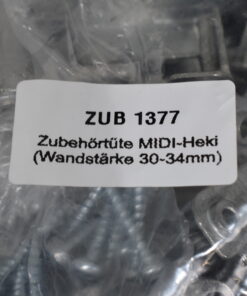 ZUB 1377
Zubehörtüte MIDI-Heki
(Wandstärke 30-34mm)